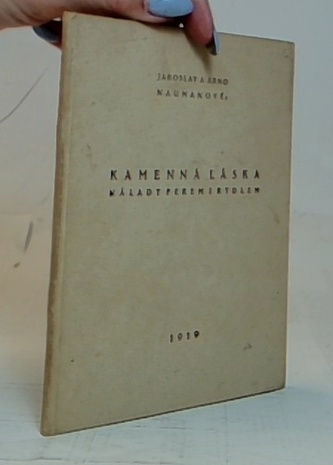 JAROSLAV A ARNO
NAUMANOVÉ:
KAMENNÁ LÁSKA
NÁLADY PEREM I RYDLEM
1919